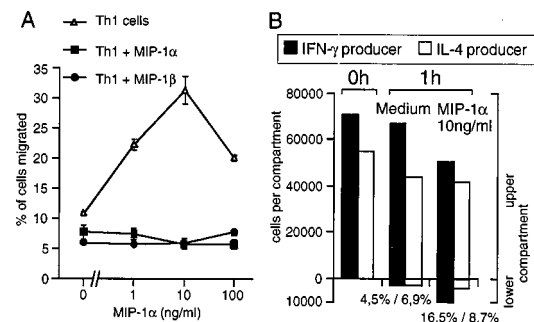 A
Th1 cells
Th1 + MIP-1α
Th1 + MIP-1β
% of cells migrated
35
30
25
20
15
10
5
0
0 1 10 100
MIP-1α (ng/ml)
B
IFN-γ producer IL-4 producer
0h 1h
Medium MIP-1α
10ng/ml
cells per compartment
80000
60000
40000
20000
0
10000
4,5% / 6,9%
16,5% / 8,7%
upper
lower
compartment